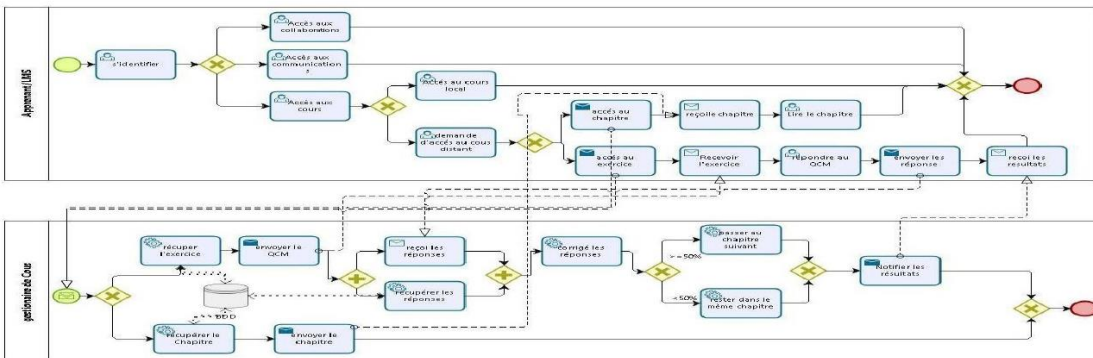 Apprenant/LMS
s'identifier
Accès aux
collaborations
Accès aux
communication
s
Accès aux
cours
Accès au cours
local
demande
d'accès au cous
distant
accès au
chapitre
reçoile chapitre
Lire le chapitre
accès au
exercice
Recevoir
l'exercice
répondre au
QCM
envoyer les
réponse
reçoi les
resultats
gestionnaire de Cous
récuper
l'exercice
envoyer le
QCM
reçoi les
réponses
récupérer les
réponses
corrigé les
réponses
>=50%
<50%
passer au
chapitre
suivant
rester dans le
même chapitre
Notifier les
résultats
BDD
récupérer le
Chapitre
envoyer le
chapitre